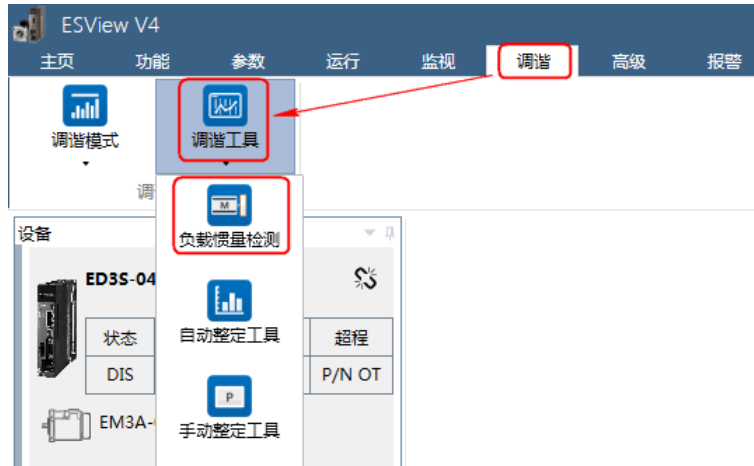 ESView V4
主页 功能 参数 运行 监视 调谐 高级 报警
调谐模式 调谐工具
调
M
负载惯量检测
设备
ED3S-04
自动整定工具
状态 超程
DIS P/N OT
P
EM3A-
手动整定工具